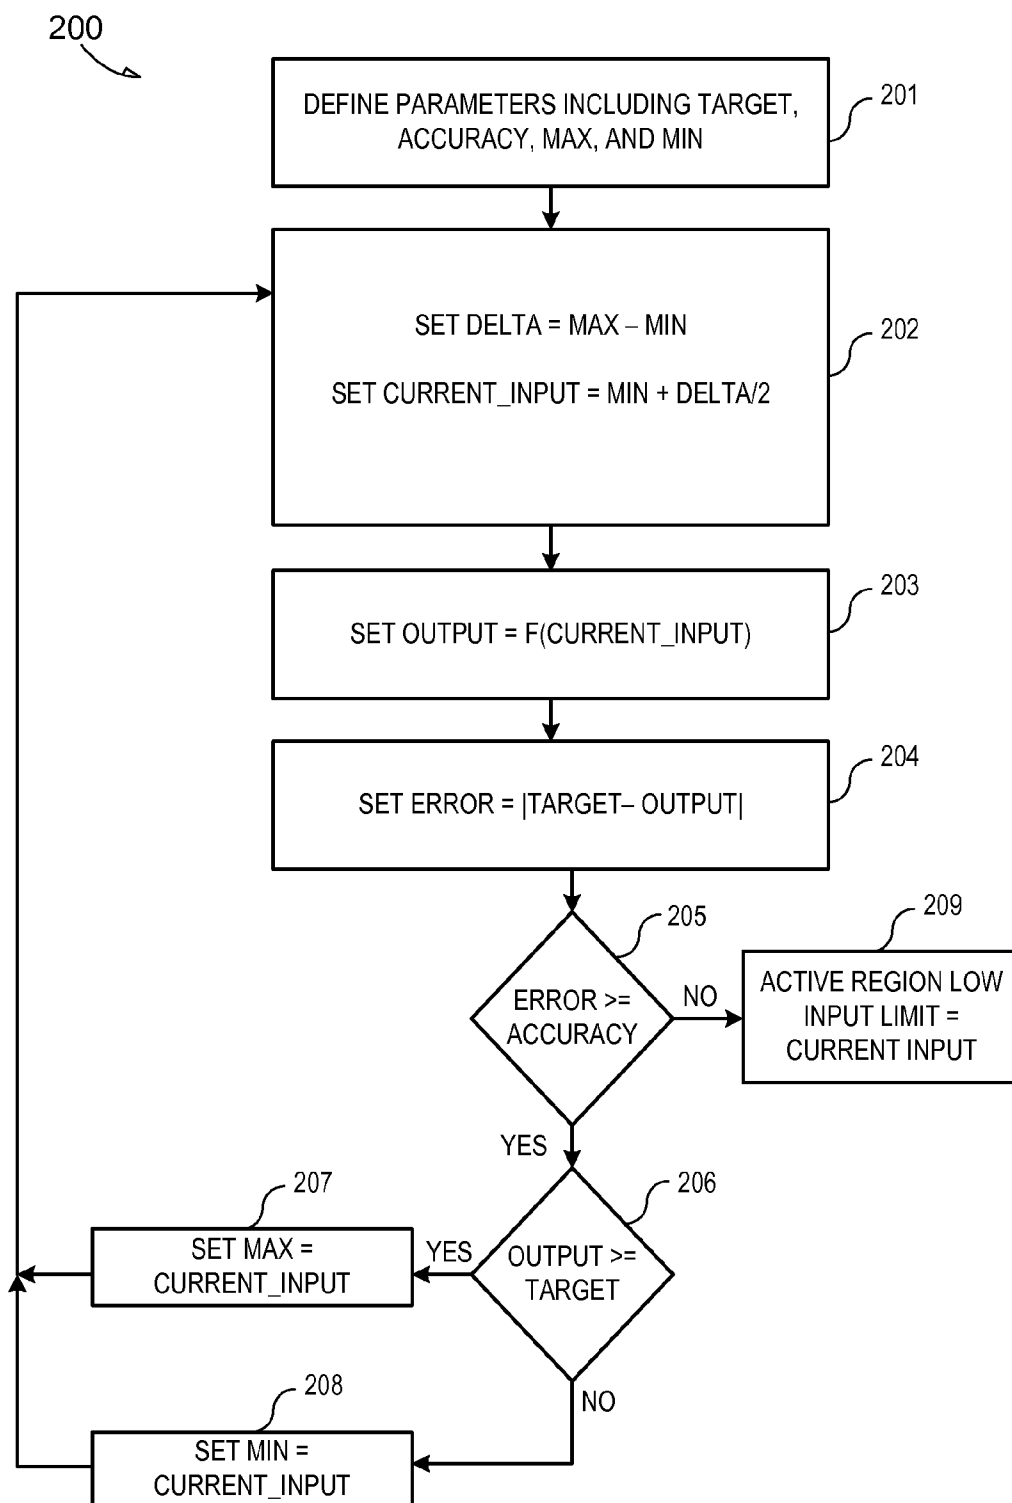 200
DEFINE PARAMETERS INCLUDING TARGET,
ACCURACY, MAX, AND MIN
201
SET DELTA = MAX – MIN
SET CURRENT_INPUT = MIN + DELTA/2
202
SET OUTPUT = F(CURRENT_INPUT)
203
SET ERROR = |TARGET– OUTPUT|
204
ERROR >=
ACCURACY
205
NO
ACTIVE REGION LOW
INPUT LIMIT =
CURRENT INPUT
209
YES
OUTPUT >=
TARGET
206
YES
SET MAX =
CURRENT_INPUT
207
NO
SET MIN =
CURRENT_INPUT
208